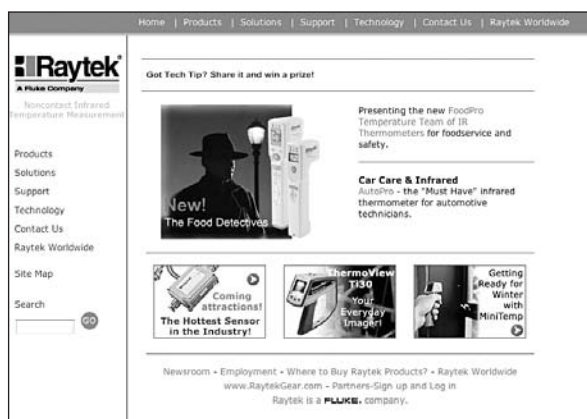 Home | Products | Solutions | Support | Technology | Contact Us | Raytek Worldwide
Raytek®
A Fluke Company
Noncontact Infrared
Temperature Measurement
Products
Solutions
Support
Technology
Contact Us
Raytek Worldwide
Site Map
Search
GO
Got Tech Tip? Share it and win a prize!
New!
The Food Detectives
Presenting the new FoodPro
Temperature Team of IR
Thermometers for foodservice and
safety.
Car Care & Infrared
AutoPro - the "Must Have" infrared
thermometer for automotive
technicians.
Coming
attractions!
The Hottest Sensor
in the Industry!
ThermoView
Ti30
Your
Everyday
Imager!
Getting
Ready for
Winter
with
MiniTemp
Newsroom - Employment - Where to Buy Raytek Products? - Raytek Worldwide
www.RaytekGear.com - Partners-Sign up and Log in
Raytek is a FLUKE. company.